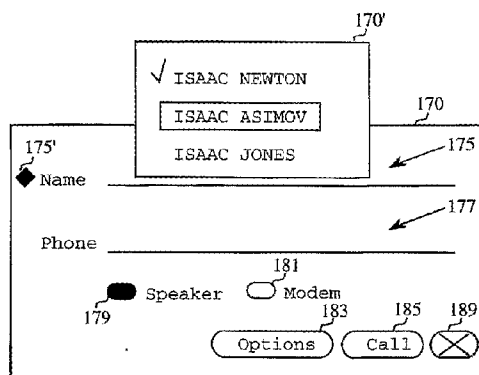 170'
ISAAC NEWTON
ISAAC ASIMOV
170
ISAAC JONES
175'
175
Name
177
Phone
181
Speaker
Modem
179
183
185
189
Options
Call